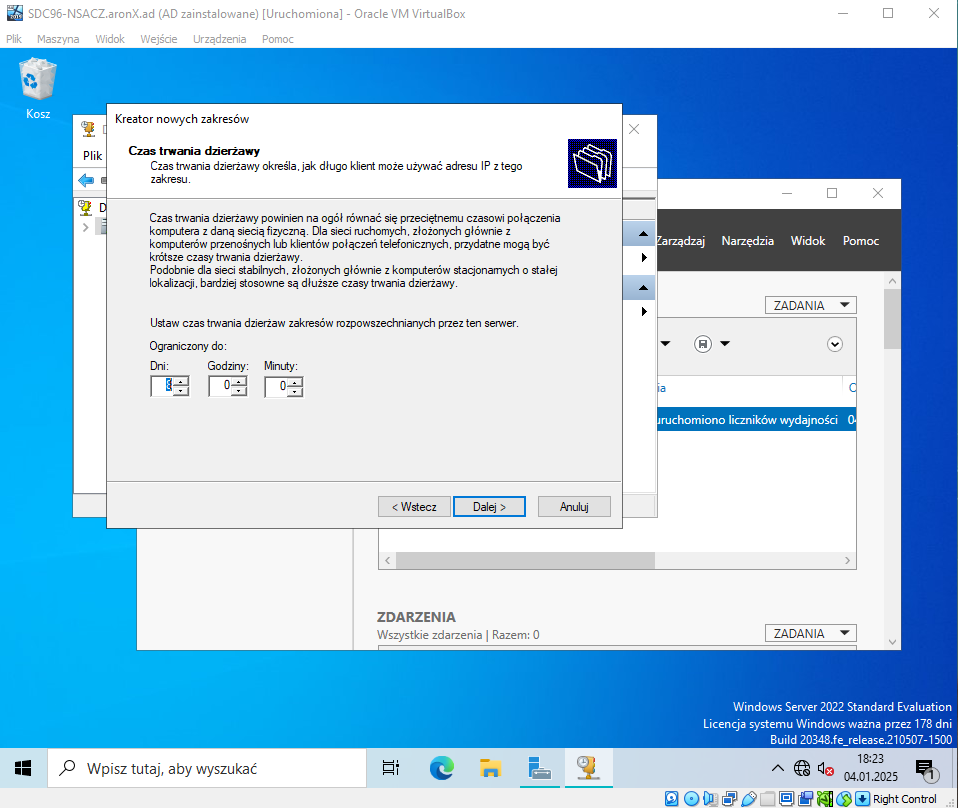 SDC96-NSACZ.aronX.ad (AD zainstalowane) [Uruchomiona] - Oracle VM VirtualBox
Plik Maszyna Widok Wejście Urządzenia Pomoc
Kosz
Kreator nowych zakresów
Czas trwania dzierżawy
Czas trwania dzierżawy określa, jak długo klient może używać adresu IP z tego
zakresu.
Plik
D
Czas trwania dzierżawy powinien na ogół równać się przeciętnemu czasowi połączenia
komputera z daną siecią fizyczną. Dla sieci ruchomych, złożonych głównie z
komputerów przenośnych lub klientów połączeń telefonicznych, przydatne mogą być
krótsze czasy trwania dzierżawy.
Podobnie dla sieci stabilnych, złożonych głównie z komputerów stacjonarnych o stałej
lokalizacji, bardziej stosowne są dłuższe czasy trwania dzierżawy.
Ustaw czas trwania dzierżaw zakresów rozpowszechnianych przez ten serwer.
Ograniczony do:
Dni: Godziny: Minuty:
0 0
< Wstecz Dalej > Anuluj
Zarządzaj Narzędzia Widok Pomoc
ZADANIA
ia
uruchomiono liczników wydajności 04
ZDARZENIA
Wszystkie zdarzenia | Razem: 0
ZADANIA
Windows Server 2022 Standard Evaluation
Licencja systemu Windows ważna przez 178 dni
Build 20348.fe_release.210507-1500
Wpisz tutaj, aby wyszukać
18:23
04.01.2025
1
Right Control